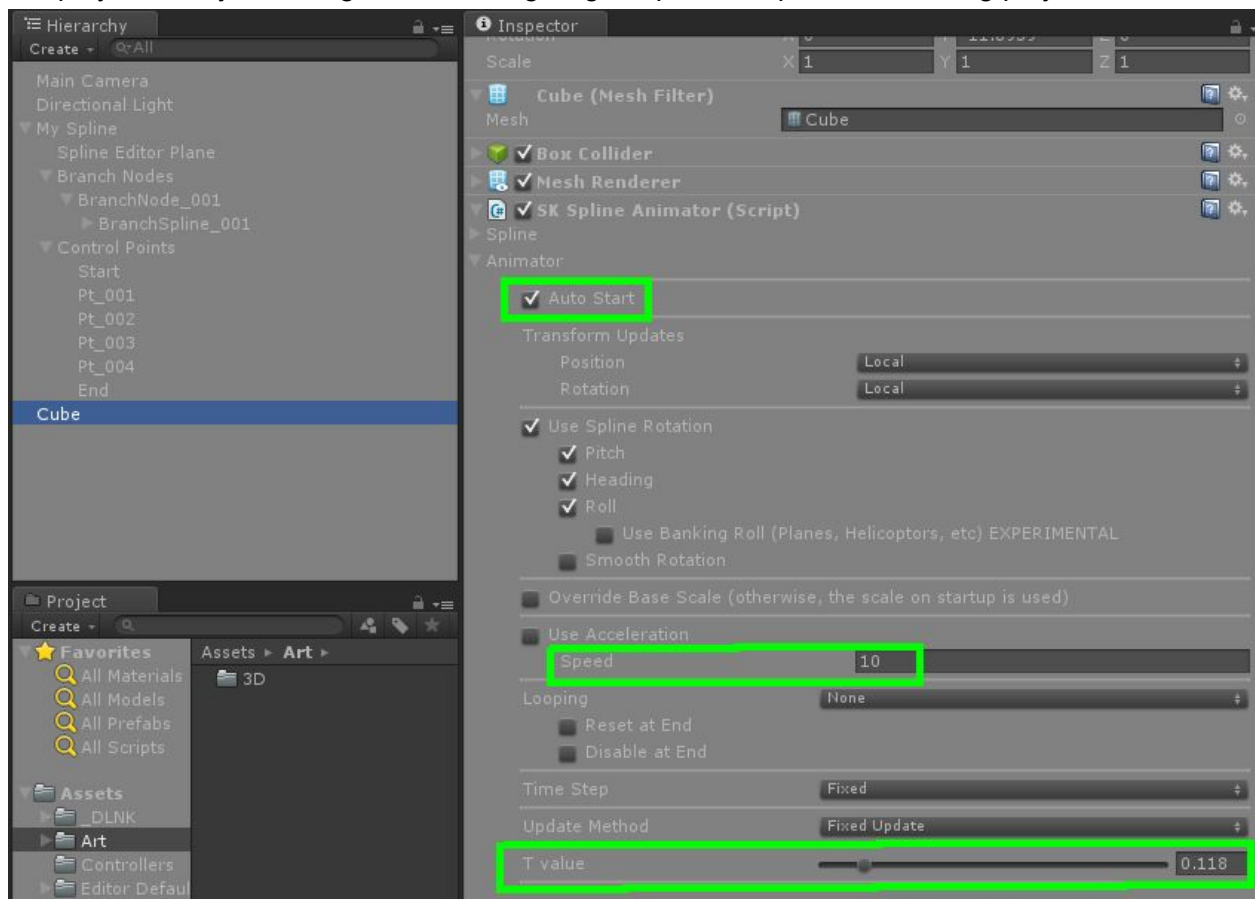 Hierarchy
Create
All
Main Camera
Directional Light
My Spline
Spline Editor Plane
Branch Nodes
BranchNode_001
BranchSpline_001
Control Points
Start
Pt_001
Pt_002
Pt_003
Pt_004
End
Cube
Project
Create
Favorites
All Materials
All Models
All Prefabs
All Scripts
Assets
_DLNK
Art
Controllers
Editor Defaul
Assets Art
3D
Inspector
Scale X 1 Y 1 Z 1
Cube (Mesh Filter)
Mesh Cube
Box Collider
Mesh Renderer
SK Spline Animator (Script)
Spline
Animator
Auto Start
Transform Updates
Position Local
Rotation Local
Use Spline Rotation
Pitch
Heading
Roll
Use Banking Roll (Planes, Helicoptors, etc) EXPERIMENTAL
Smooth Rotation
Override Base Scale (otherwise, the scale on startup is used)
Use Acceleration
Speed 10
Looping None
Reset at End
Disable at End
Time Step Fixed
Update Method Fixed Update
T value 0.118